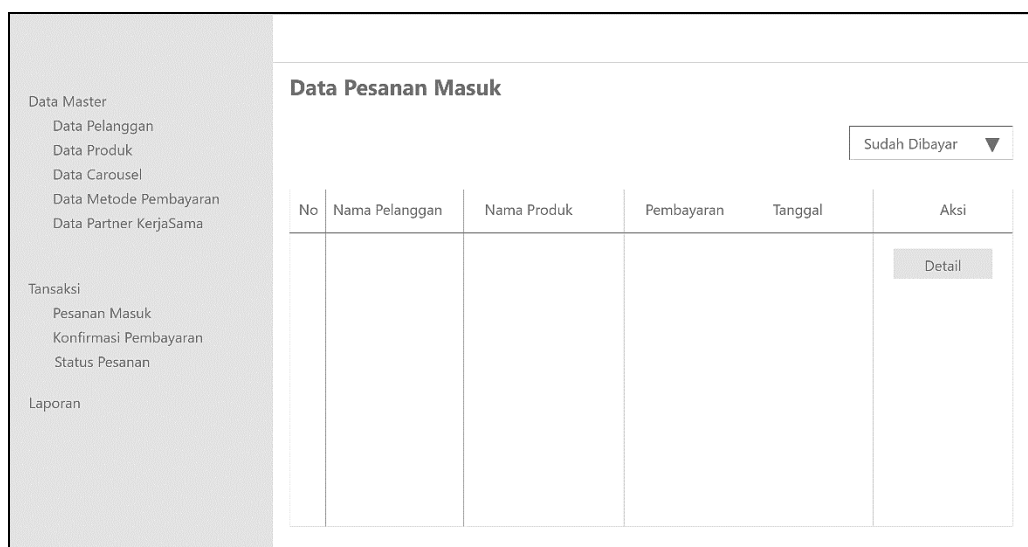 Data Master
Data Pelanggan
Data Produk
Data Carousel
Data Metode Pembayaran
Data Partner KerjaSama
Tansaksi
Pesanan Masuk
Konfirmasi Pembayaran
Status Pesanan
Laporan
Data Pesanan Masuk
Sudah Dibayar
No Nama Pelanggan Nama Produk Pembayaran Tanggal Aksi
Detail